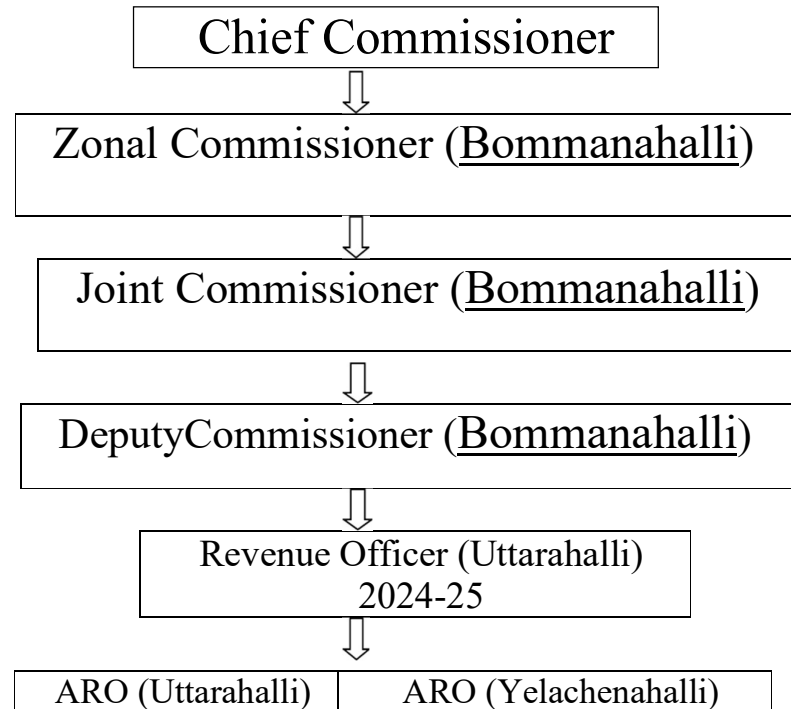 Chief Commissioner
Zonal Commissioner (Bommanahalli)
Joint Commissioner (Bommanahalli)
DeputyCommissioner (Bommanahalli)
Revenue Officer (Uttarahalli)
2024-25
ARO (Uttarahalli) ARO (Yelachenahalli)